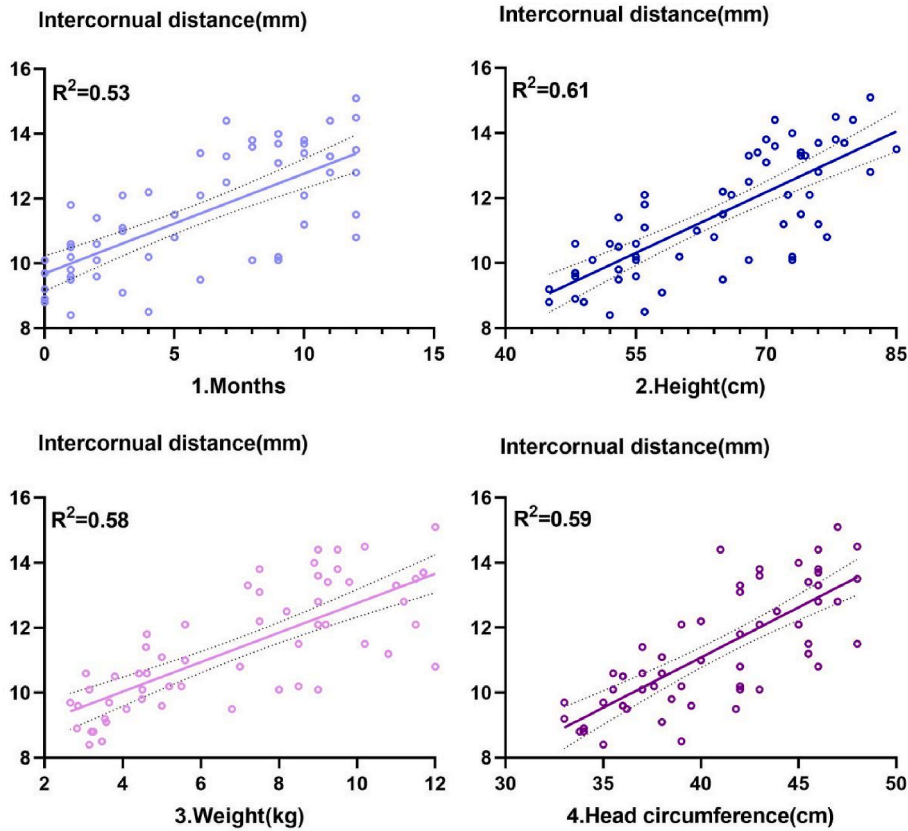 Intercornual distance(mm)
R²=0.53
16
14
12
10
8
0 5 10 15
1.Months
Intercornual distance(mm)
R²=0.61
16
14
12
10
8
40 55 70 85
2.Height(cm)
Intercornual distance(mm)
R²=0.58
16
14
12
10
8
2 4 6 8 10 12
3.Weight(kg)
Intercornual distance(mm)
R²=0.59
16
14
12
10
8
30 35 40 45 50
4.Head circumference(cm)